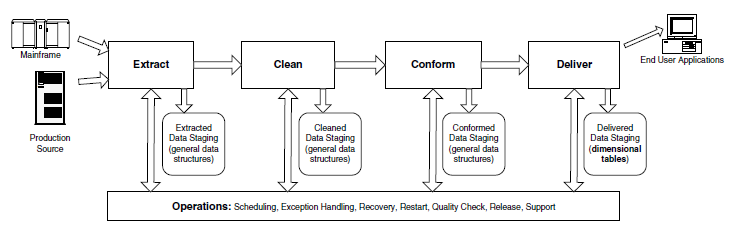 Mainframe
Production
Source
Extract
Clean
Conform
Deliver
End User Applications
Extracted
Data Staging
(general data
structures)
Cleaned
Data Staging
(general data
structures)
Conformed
Data Staging
(general data
structures)
Delivered
Data Staging
(dimensional
tables)
Operations: Scheduling, Exception Handling, Recovery, Restart, Quality Check, Release, Support